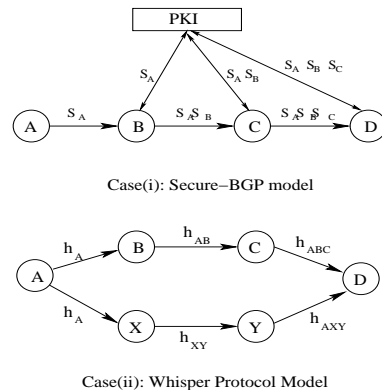 PKI
S_A
S_A S_B
S_A S_B S_C
A
S_A
B
S_A S_B
C
S_A S_B S_C
D
Case(i): Secure-BGP model
B
h_AB
C
h_A
h_ABC
A
D
h_A
h_AXY
X
h_XY
Y
Case(ii): Whisper Protocol Model